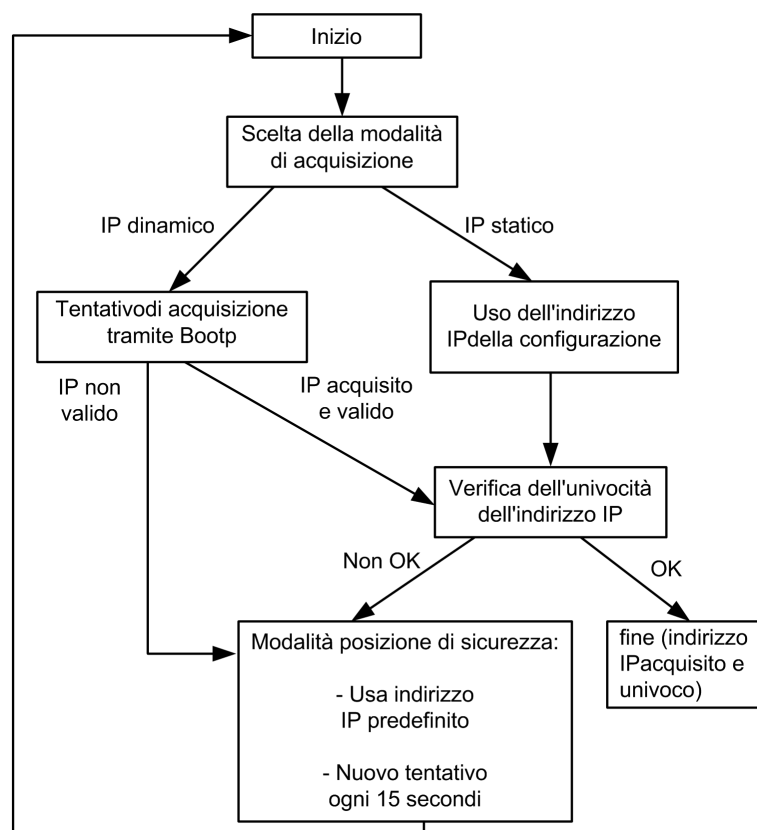 Inizio
Scelta della modalità
di acquisizione
IP dinamico
IP statico
Tentativodi acquisizione
tramite Bootp
Uso dell'indirizzo
IPdella configurazione
IP non
valido
IP acquisito
e valido
Verifica dell'univocità
dell'indirizzo IP
Non OK
OK
Modalità posizione di sicurezza:
- Usa indirizzo
IP predefinito
- Nuovo tentativo
ogni 15 secondi
fine (indirizzo
IPacquisito e
univoco)